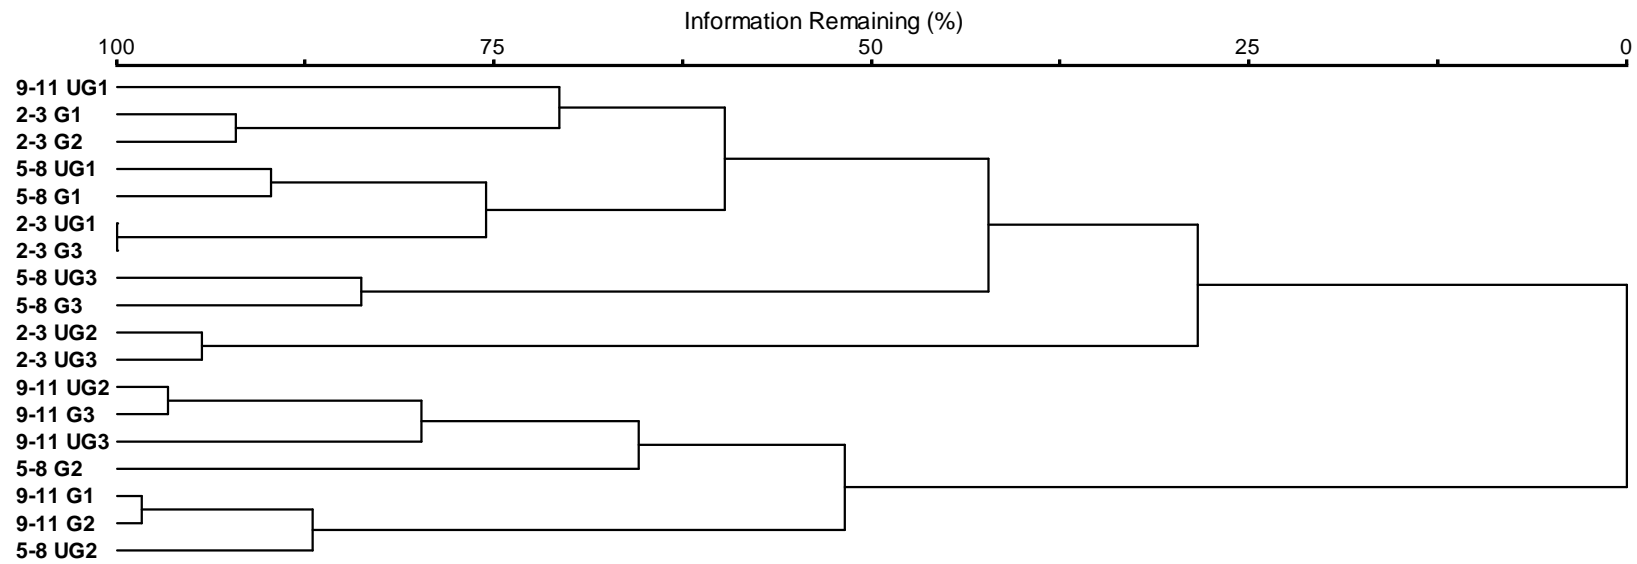 Information Remaining (%)
100 75 50 25 0
9-11 UG1
2-3 G1
2-3 G2
5-8 UG1
5-8 G1
2-3 UG1
2-3 G3
5-8 UG3
5-8 G3
2-3 UG2
2-3 UG3
9-11 UG2
9-11 G3
9-11 UG3
5-8 G2
9-11 G1
9-11 G2
5-8 UG2